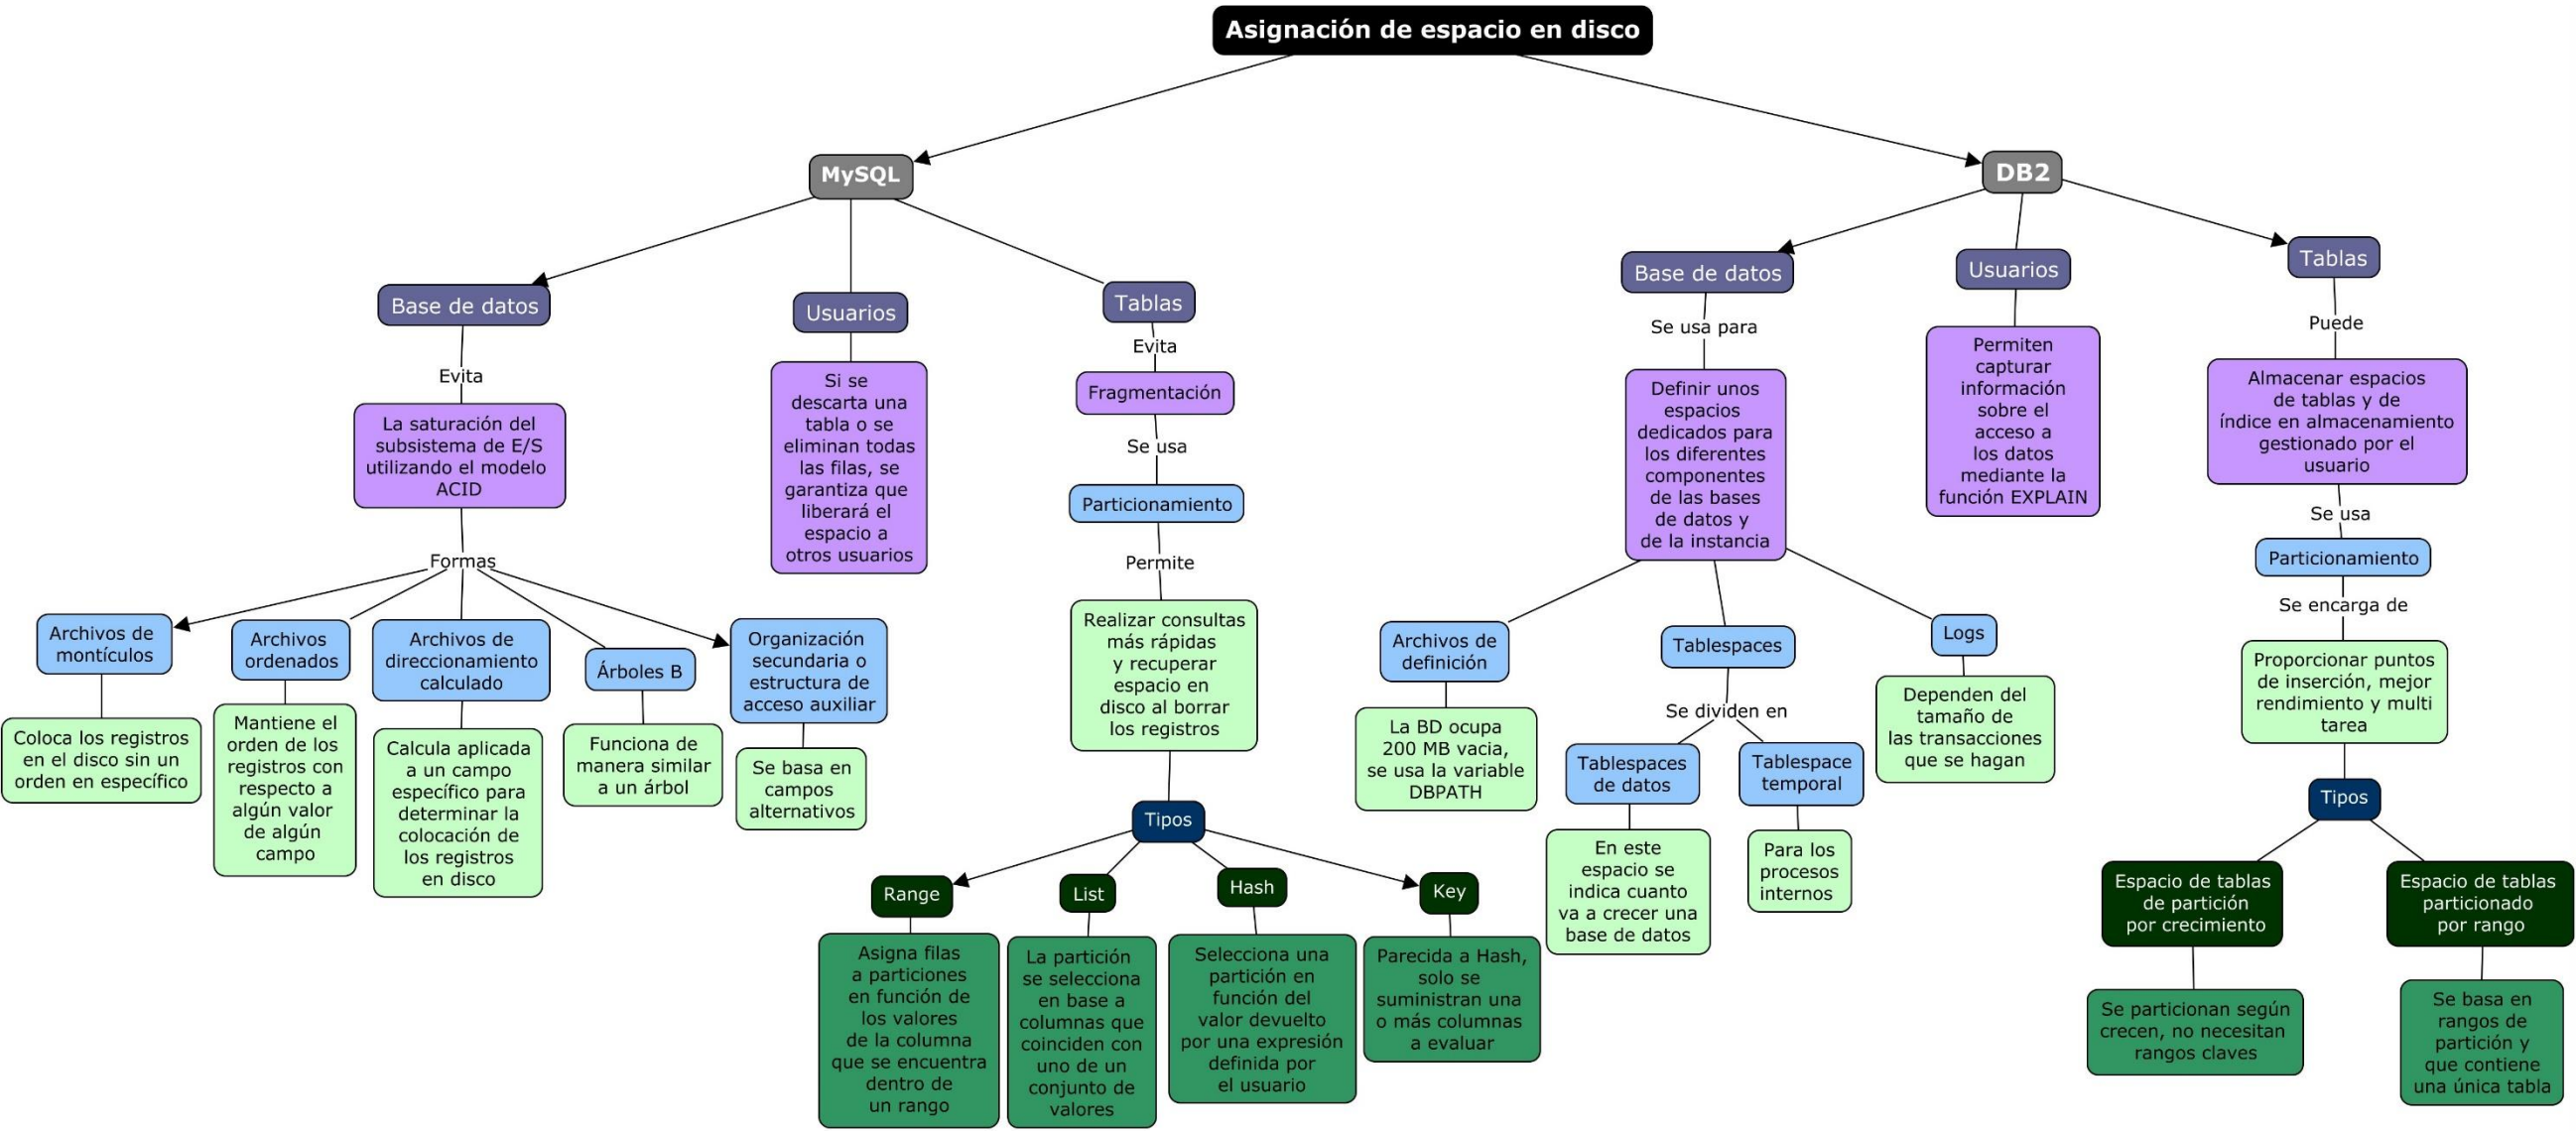 Asignación de espacio en disco
MySQL
DB2
Base de datos
Usuarios
Tablas
Evita
La saturación del
subsistema de E/S
utilizando el modelo
ACID
Formas
Archivos de
montículos
Coloca los registros
en el disco sin un
orden en específico
Archivos
ordenados
Mantiene el
orden de los
registros con
respecto a
algún valor
de algún
campo
Archivos de
direccionamiento
calculado
Calcula aplicada
a un campo
específico para
determinar la
colocación de
los registros
en disco
Árboles B
Funciona de
manera similar
a un árbol
Organización
secundaria o
estructura de
acceso auxiliar
Se basa en
campos
alternativos
Si se
descarta una
tabla o se
eliminan todas
las filas, se
garantiza que
liberará el
espacio a
otros usuarios
Evita
Fragmentación
Se usa
Particionamiento
Permite
Realizar consultas
más rápidas
y recuperar
espacio en
disco al borrar
los registros
Tipos
Range
Asigna filas
a particiones
en función de
los valores
de la columna
que se encuentra
dentro de
un rango
List
La partición
se selecciona
en base a
columnas que
coinciden con
uno de un
conjunto de
valores
Hash
Selecciona una
partición en
función del
valor devuelto
por una expresión
definida por
el usuario
Key
Parecida a Hash,
solo se
suministran una
o más columnas
a evaluar
Base de datos
Usuarios
Tablas
Se usa para
Definir unos
espacios
dedicados para
los diferentes
componentes
de las bases
de datos y
de la instancia
Archivos de
definición
La BD ocupa
200 MB vacia,
se usa la variable
DBPATH
Tablespaces
Se dividen en
Tablespaces
de datos
En este
espacio se
indica cuanto
va a crecer una
base de datos
Tablespace
temporal
Para los
procesos
internos
Logs
Dependen del
tamaño de
las transacciones
que se hagan
Permiten
capturar
información
sobre el
acceso a
los datos
mediante la
función EXPLAIN
Puede
Almacenar espacios
de tablas y de
índice en almacenamiento
gestionado por el
usuario
Se usa
Particionamiento
Se encarga de
Proporcionar puntos
de inserción, mejor
rendimiento y multi
tarea
Tipos
Espacio de tablas
de partición
por crecimiento
Se particionan según
crecen, no necesitan
rangos claves
Espacio de tablas
particionado
por rango
Se basa en
rangos de
partición y
que contiene
una única tabla